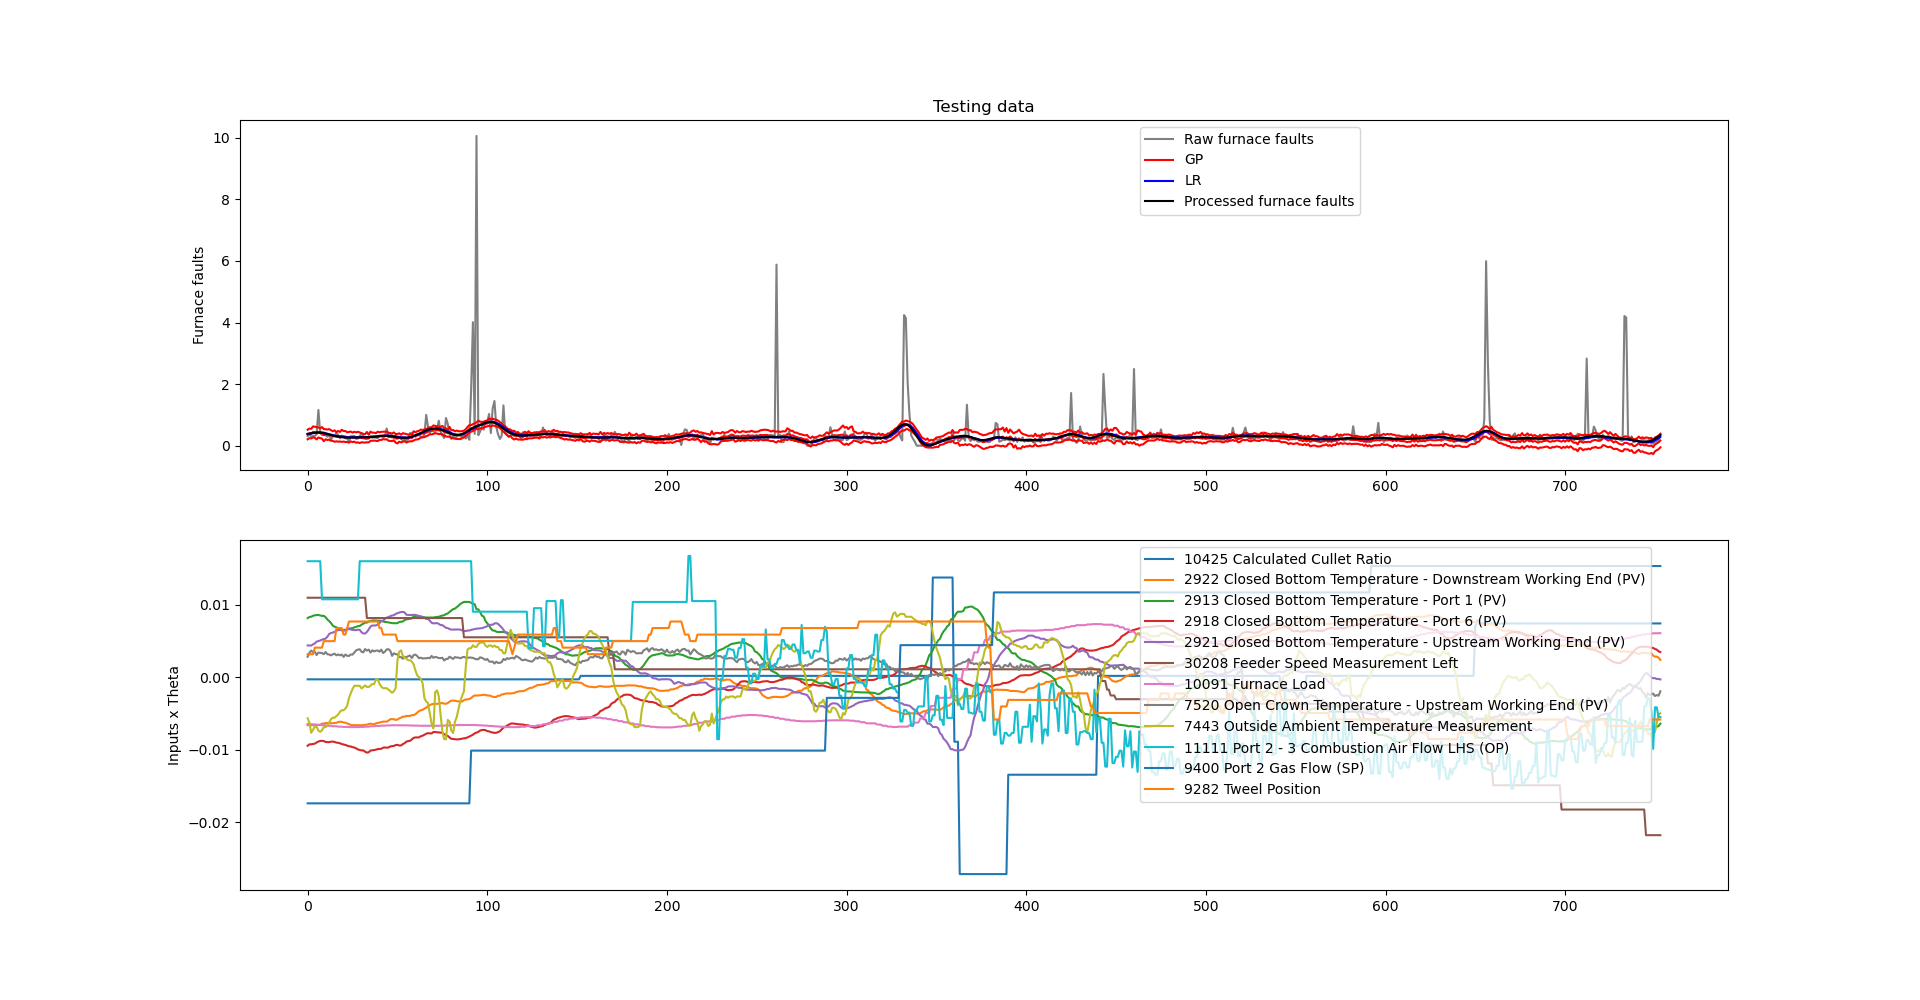 Testing data
Furnace faults
10
8
6
4
2
0
Raw furnace faults
GP
LR
Processed furnace faults
0 100 200 300 400 500 600 700
Inputs x Theta
0.01
0.00
−0.01
−0.02
10425 Calculated Cullet Ratio
2922 Closed Bottom Temperature - Downstream Working End (PV)
2913 Closed Bottom Temperature - Port 1 (PV)
2918 Closed Bottom Temperature - Port 6 (PV)
2921 Closed Bottom Temperature - Upstream Working End (PV)
30208 Feeder Speed Measurement Left
10091 Furnace Load
7520 Open Crown Temperature - Upstream Working End (PV)
7443 Outside Ambient Temperature Measurement
11111 Port 2 - 3 Combustion Air Flow LHS (OP)
9400 Port 2 Gas Flow (SP)
9282 Tweel Position
0 100 200 300 400 500 600 700